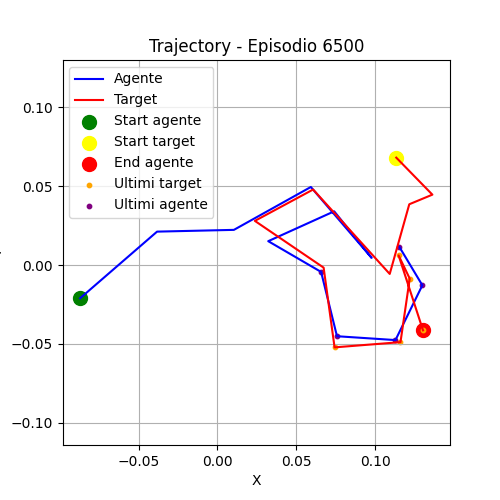 Trajectory - Episodio 6500
Agente
Target
Start agente
Start target
End agente
Ultimi target
Ultimi agente
0.10
0.05
0.00
−0.05
−0.10
−0.05
0.00
0.05
0.10
X